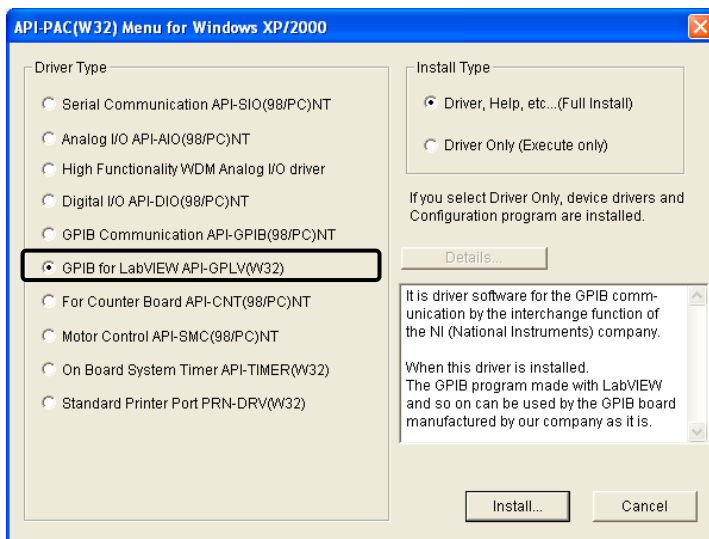 API-PAC(W32) Menu for Windows XP/2000
Driver Type
Serial Communication API-SIO(98/PC)NT
Analog I/O API-AIO(98/PC)NT
High Functionality WDM Analog I/O driver
Digital I/O API-DIO(98/PC)NT
GPIB Communication API-GPIB(98/PC)NT
GPIB for LabVIEW API-GPLV(W32)
For Counter Board API-CNT(98/PC)NT
Motor Control API-SMC(98/PC)NT
On Board System Timer API-TIMER(W32)
Standard Printer Port PRN-DRV(W32)
Install Type
Driver, Help, etc...(Full Install)
Driver Only (Execute only)
If you select Driver Only, device drivers and
Configuration program are installed.
Details...
It is driver software for the GPIB comm-
unication by the interchange function of
the NI (National Instruments) company.
When this driver is installed.
The GPIB program made with LabVIEW
and so on can be used by the GPIB board
manufactured by our company as it is.
Install...
Cancel